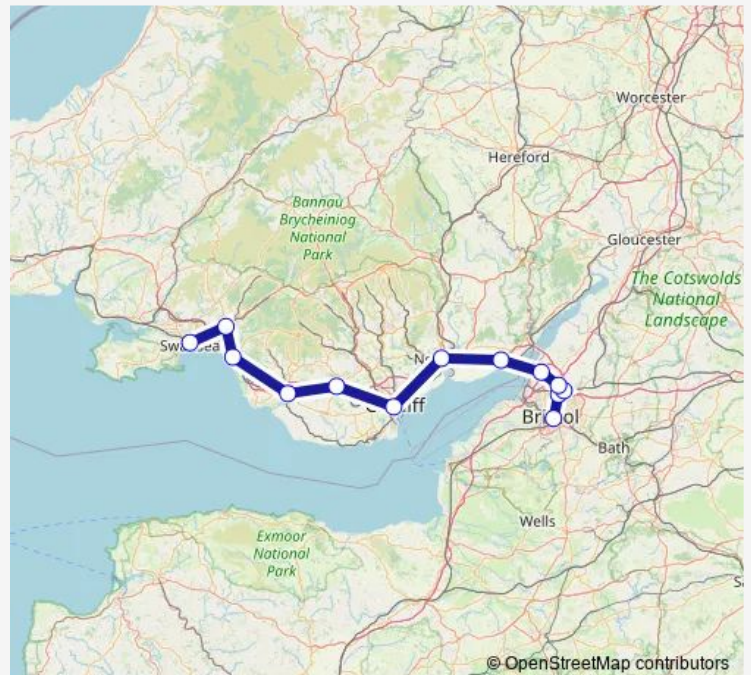 Worcester
Hereford
Bannau
Brycheiniog
National
Park
Gloucester
The Cotswolds
National
Landscape
Bath
Wells
Exmoor
National
Park
© OpenStreetMap contributors